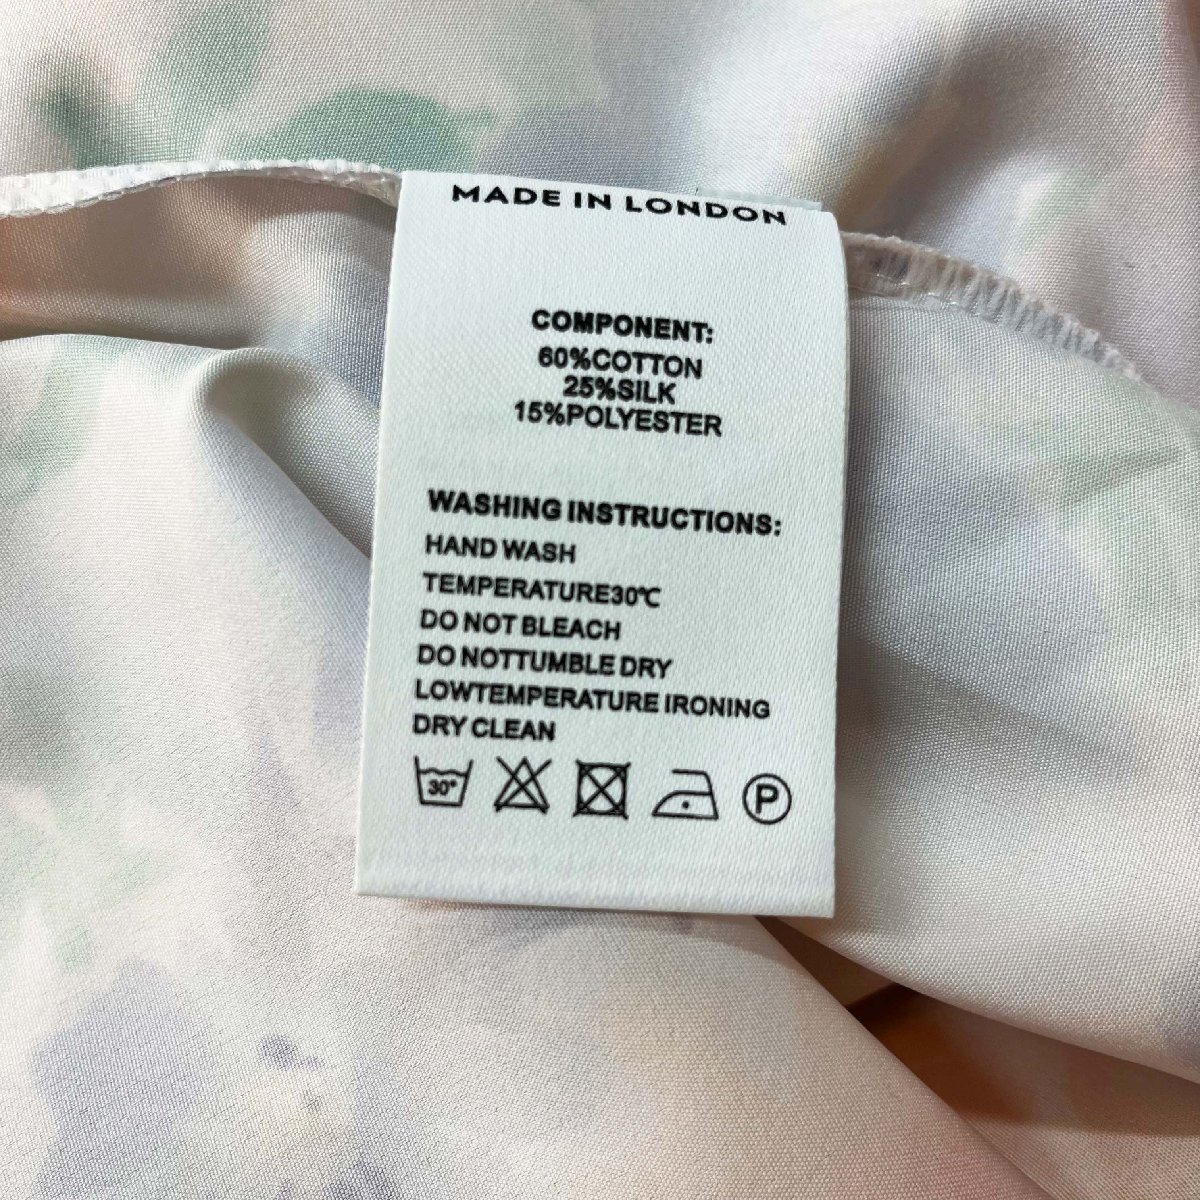 MADE IN LONDON
COMPONENT:
60%COTTON
25%SILK
15%POLYESTER
WASHING INSTRUCTIONS:
HAND WASH
TEMPERATURE30℃
DO NOT BLEACH
DO NOTTUMBLE DRY
LOWTEMPERATURE IRONING
DRY CLEAN
30° P